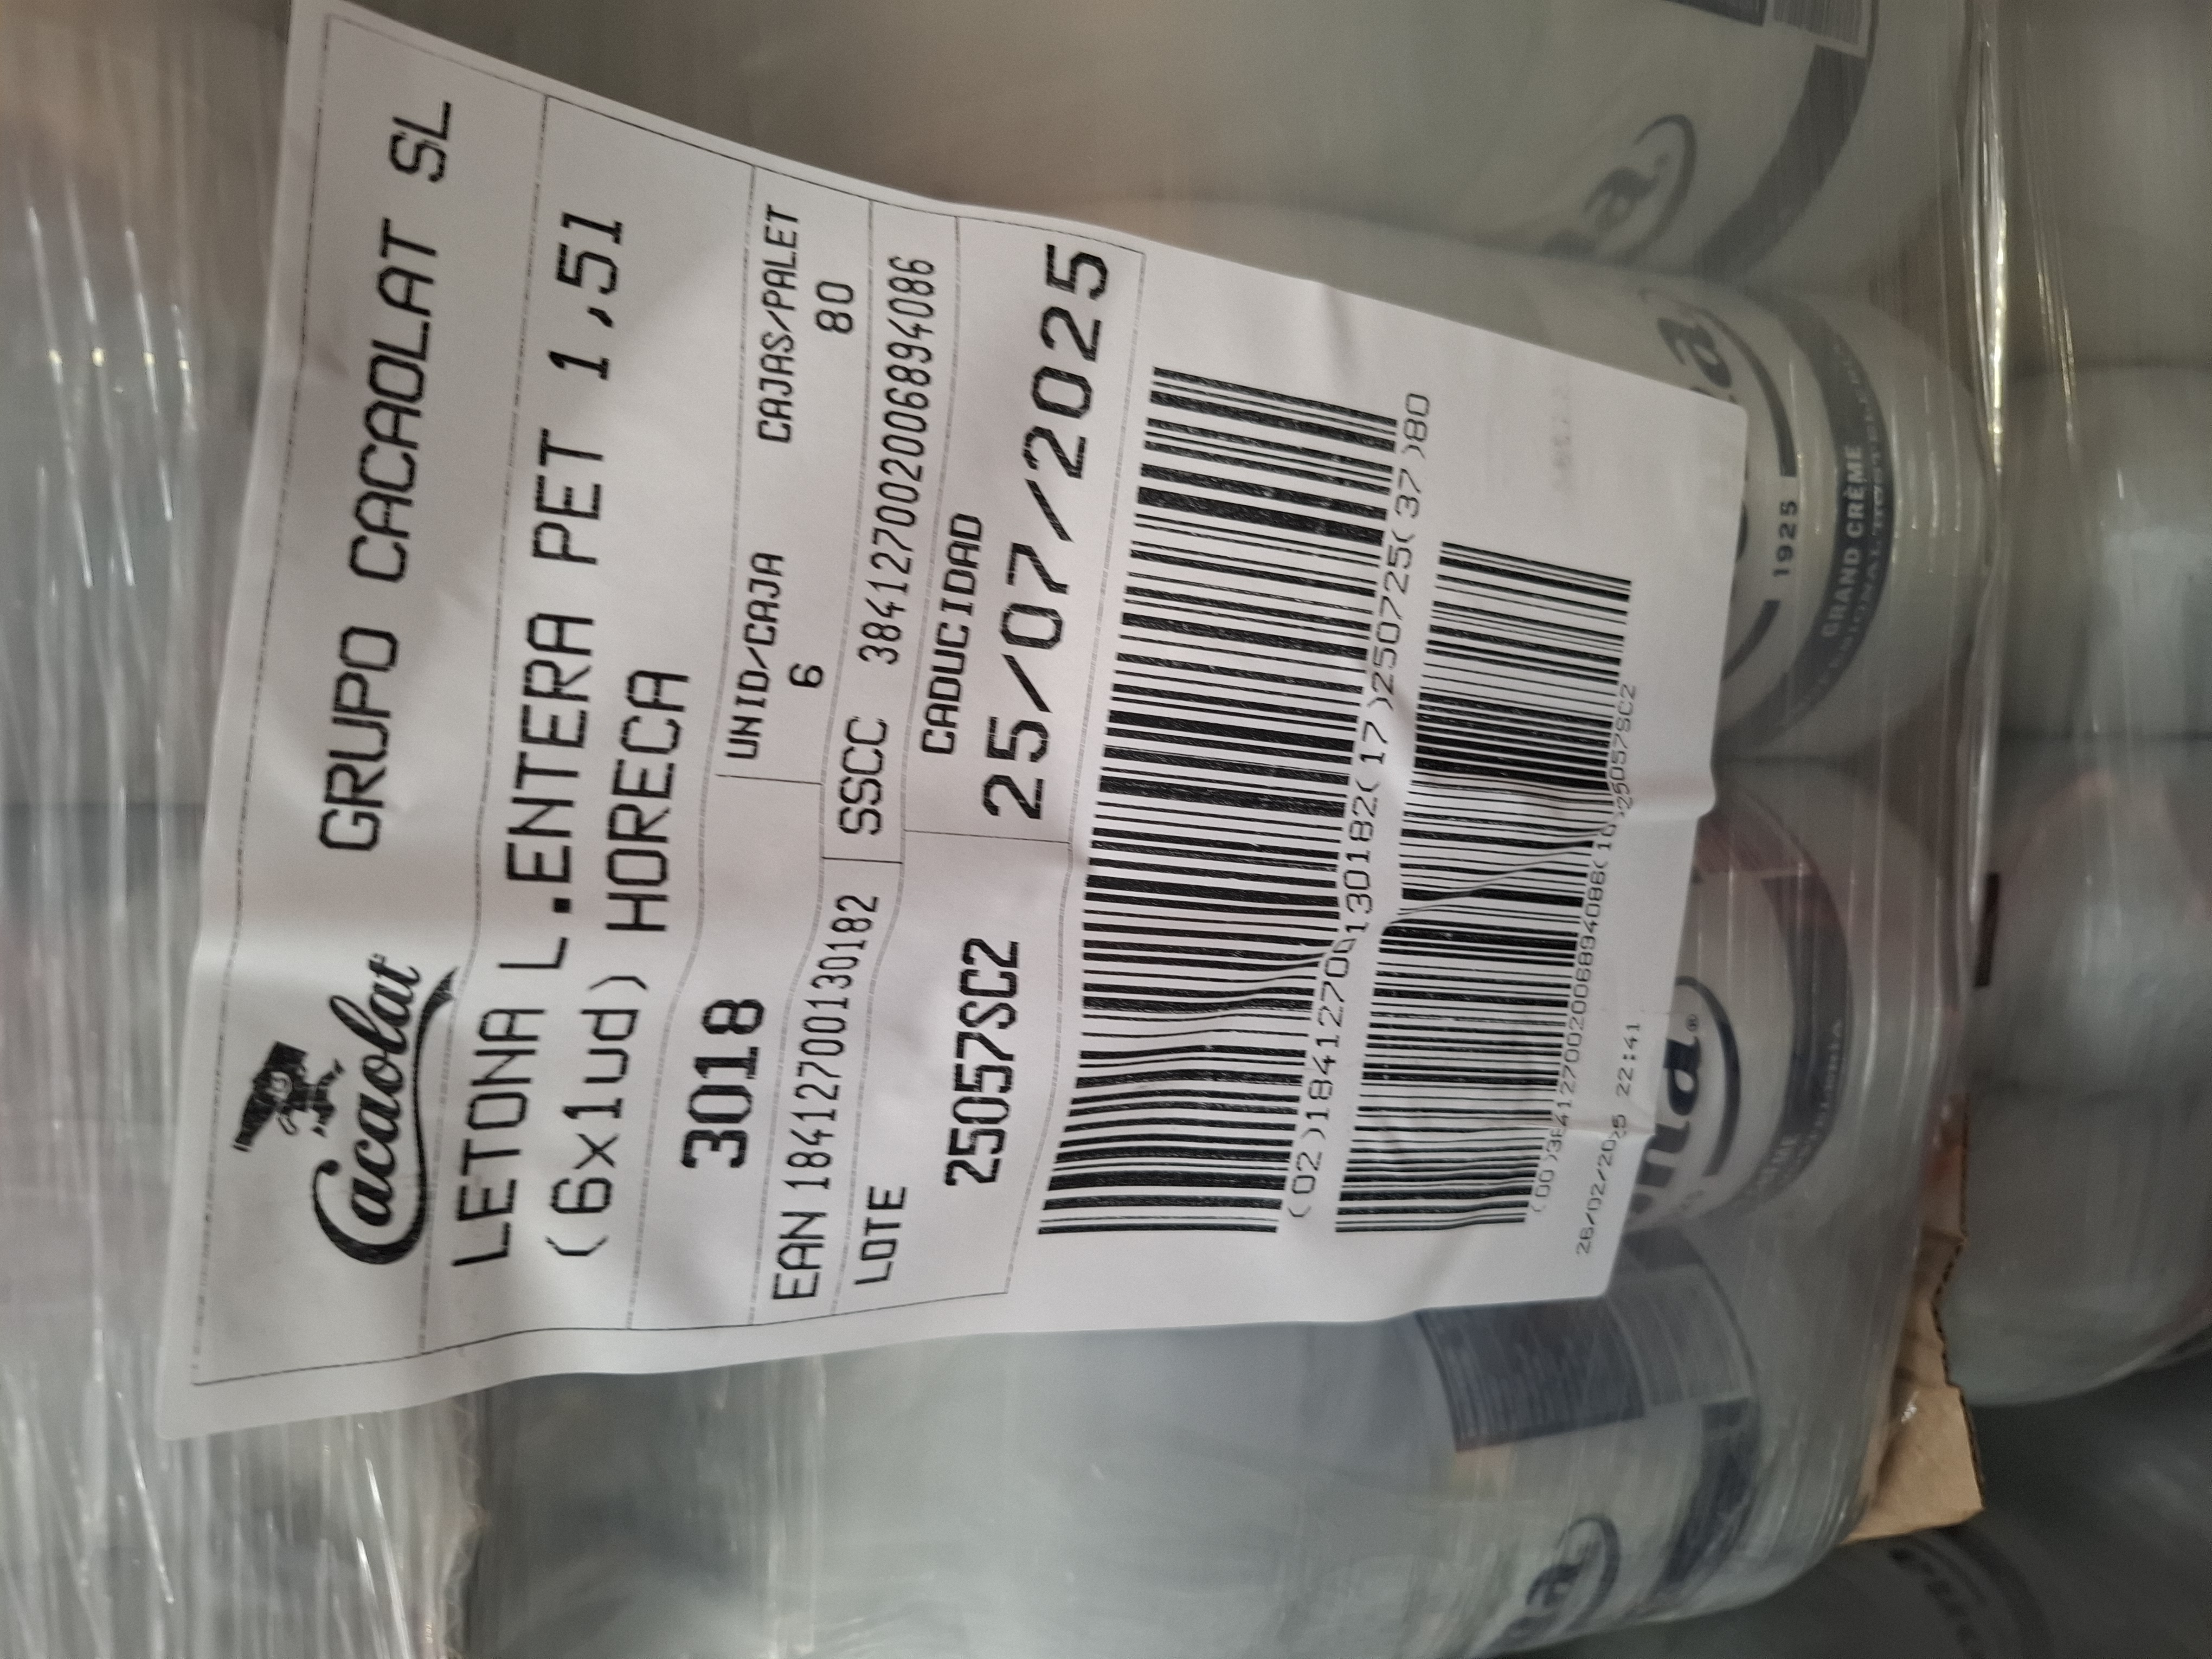 Cacaolat
GRUPO CACAOLAT SL
LETONA L.ENTERA PET 1,5l
(6x1ud) HORECA
3018
UNID/CAJA
6
CAJAS/PALET
80
EAN 18412700130182
SSCC 384127002006894086
LOTE
25057SC2
CADUCIDAD
25/07/2025
(02)18412700130182(17)250725(37)80
(00)384127002006894086(10)25057SC2
26/02/2025 22:41
na®
1925
GRAND CRÈME